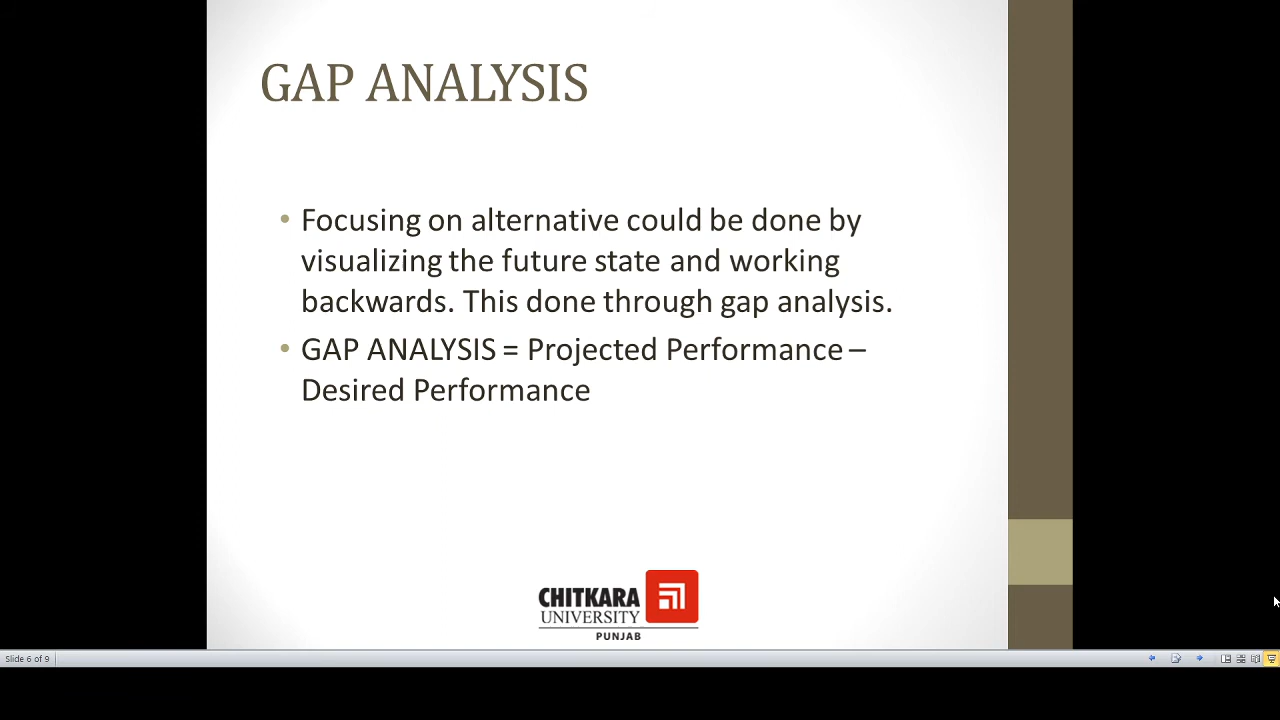 GAP ANALYSIS
• Focusing on alternative could be done by
visualizing the future state and working
backwards. This done through gap analysis.
• GAP ANALYSIS = Projected Performance –
Desired Performance
CHITKARA
UNIVERSITY
PUNJAB
Slide 6 of 9